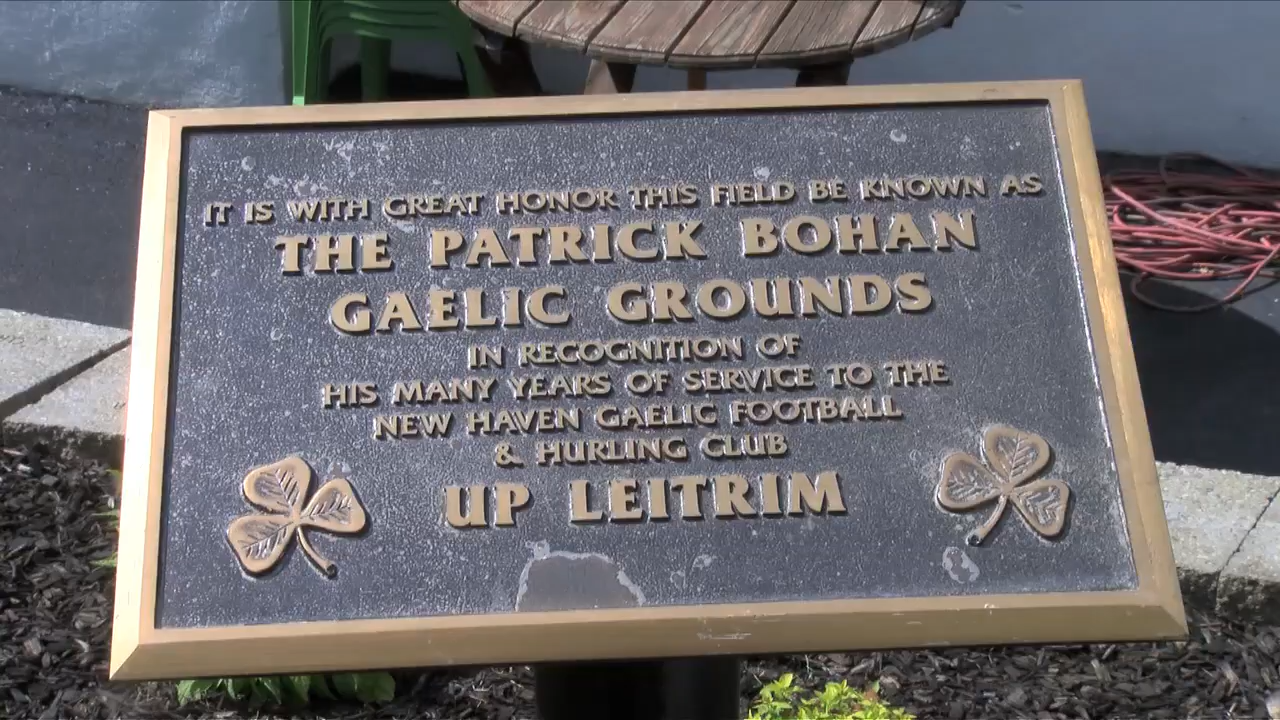 IT IS WITH GREAT HONOR THIS FIELD BE KNOWN AS
THE PATRICK BOHAN
GAELIC GROUNDS
IN RECOGNITION OF
HIS MANY YEARS OF SERVICE TO THE
NEW HAVEN GAELIC FOOTBALL
& HURLING CLUB
UP LEITRIM